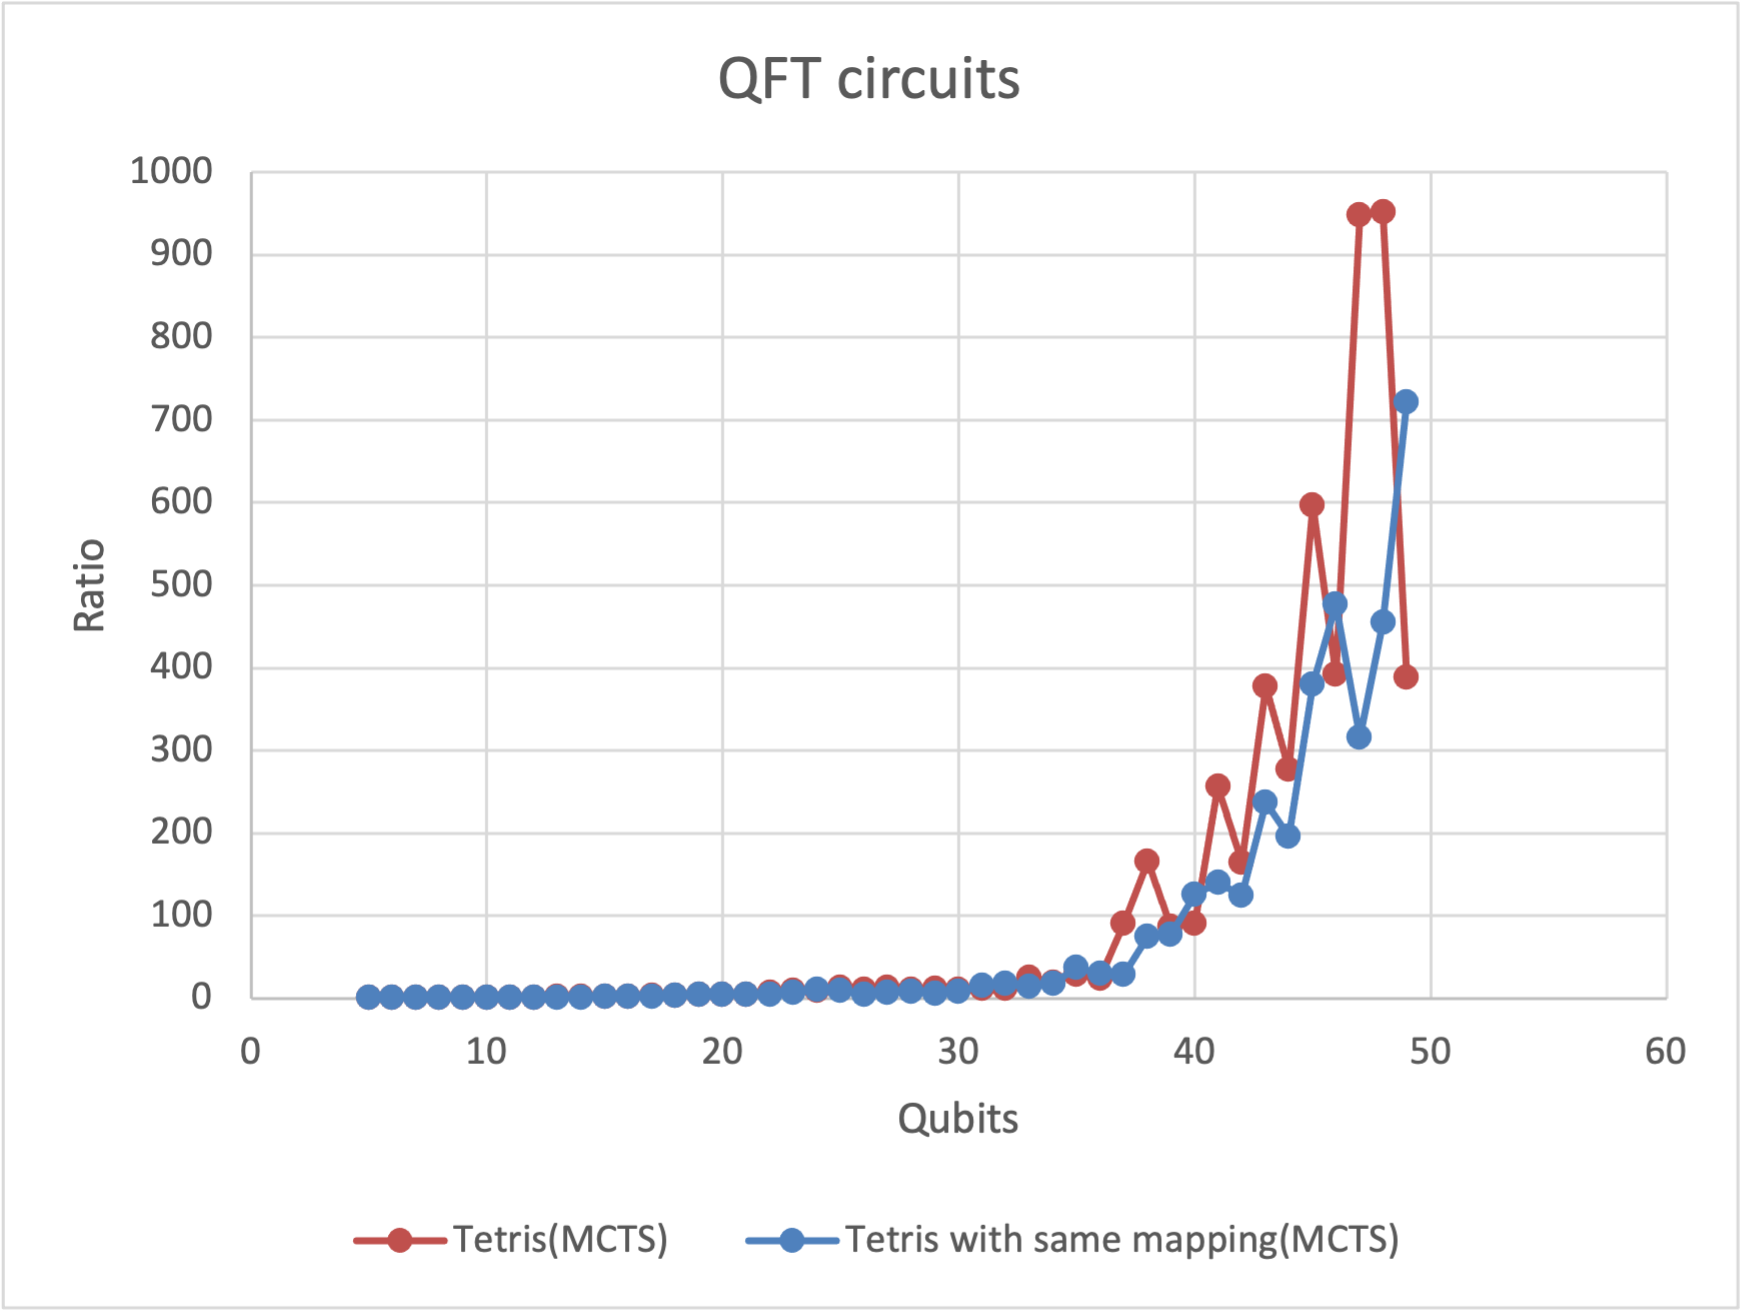 QFT circuits
1000
900
800
700
600
500
400
300
200
100
0
Ratio
0 10 20 30 40 50 60
Qubits
Tetris(MCTS) Tetris with same mapping(MCTS)